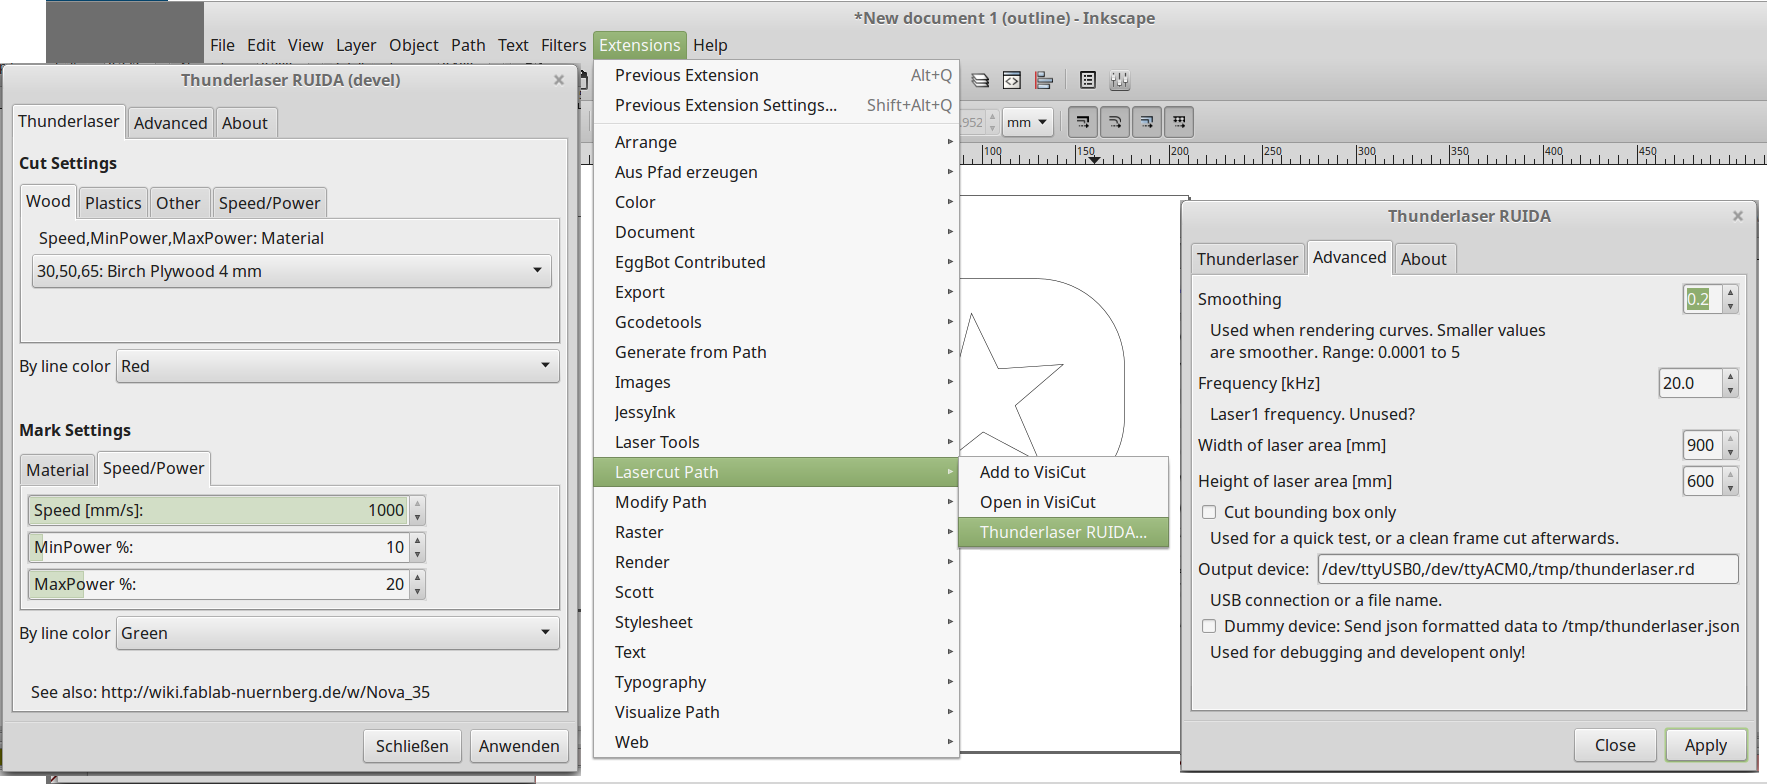 *New document 1 (outline) - Inkscape
File Edit View Layer Object Path Text Filters Extensions Help
Thunderlaser RUIDA (devel)
Thunderlaser Advanced About
Cut Settings
Wood Plastics Other Speed/Power
Speed,MinPower,MaxPower: Material
30,50,65: Birch Plywood 4 mm
By line color Red
Mark Settings
Material Speed/Power
Speed [mm/s]: 1000
MinPower %: 10
MaxPower %: 20
By line color Green
See also: http://wiki.fablab-nuernberg.de/w/Nova_35
Schließen Anwenden
Previous Extension Alt+Q
Previous Extension Settings... Shift+Alt+Q
Arrange
Aus Pfad erzeugen
Color
Document
EggBot Contributed
Export
Gcodetools
Generate from Path
Images
JessyInk
Laser Tools
Lasercut Path
Modify Path
Raster
Render
Scott
Stylesheet
Text
Typography
Visualize Path
Web
Add to VisiCut
Open in VisiCut
Thunderlaser RUIDA...
952 mm
100 150 200 250 300 350 400 450
Thunderlaser RUIDA
Thunderlaser Advanced About
Smoothing 0.2
Used when rendering curves. Smaller values
are smoother. Range: 0.0001 to 5
Frequency [kHz] 20.0
Laser1 frequency. Unused?
Width of laser area [mm] 900
Height of laser area [mm] 600
Cut bounding box only
Used for a quick test, or a clean frame cut afterwards.
Output device: /dev/ttyUSB0,/dev/ttyACM0,/tmp/thunderlaser.rd
USB connection or a file name.
Dummy device: Send json formatted data to /tmp/thunderlaser.json
Used for debugging and developent only!
Close Apply